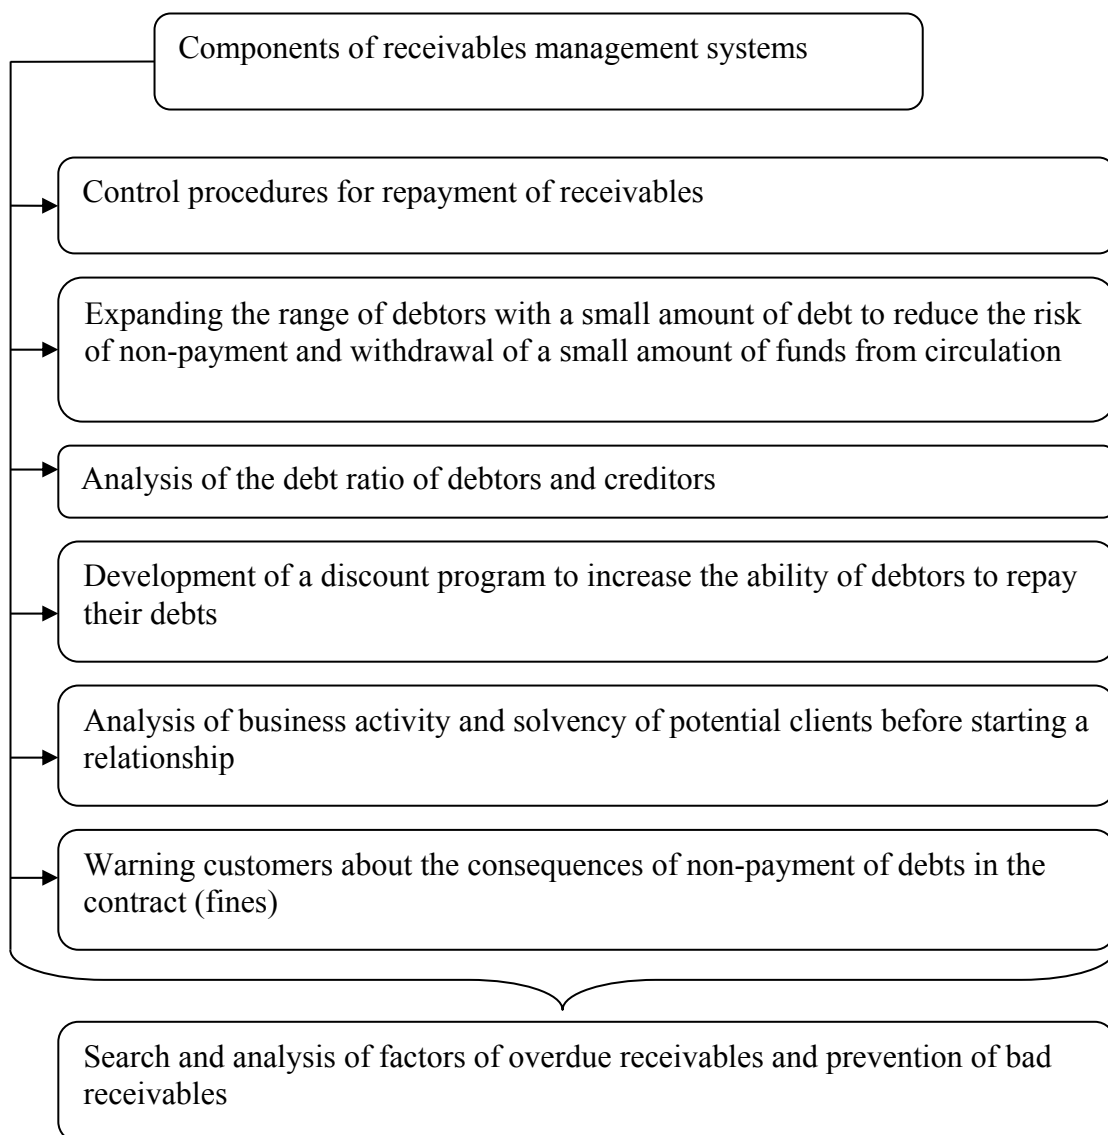 Components of receivables management systems
Control procedures for repayment of receivables
Expanding the range of debtors with a small amount of debt to reduce the risk
of non-payment and withdrawal of a small amount of funds from circulation
Analysis of the debt ratio of debtors and creditors
Development of a discount program to increase the ability of debtors to repay
their debts
Analysis of business activity and solvency of potential clients before starting a
relationship
Warning customers about the consequences of non-payment of debts in the
contract (fines)
Search and analysis of factors of overdue receivables and prevention of bad
receivables